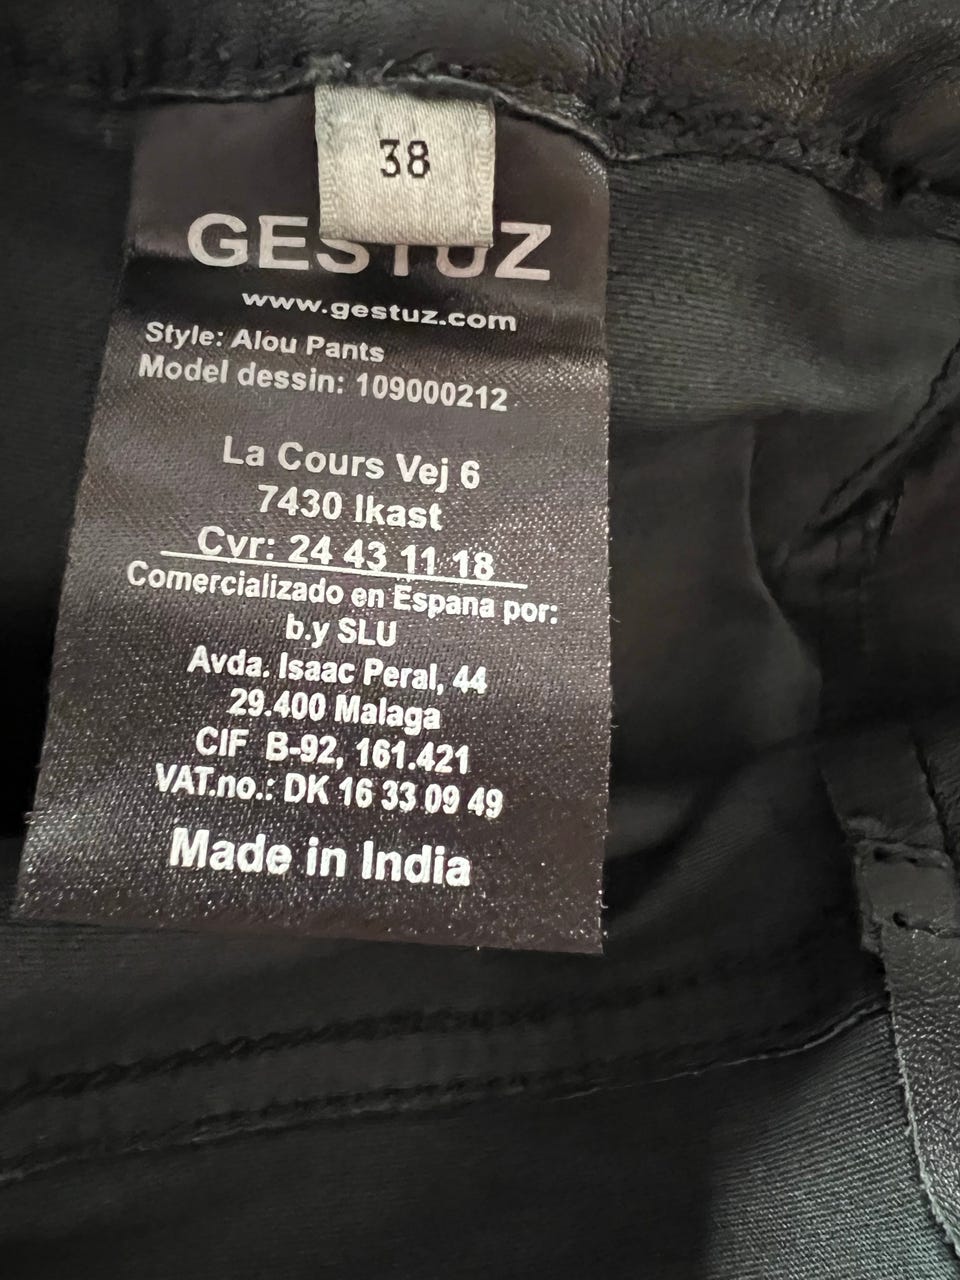 38
GESTUZ
www.gestuz.com
Style: Alou Pants
Model dessin: 109000212
La Cours Vej 6
7430 Ikast
Cvr: 24 43 11 18
Comercializado en Espana por:
b.y SLU
Avda. Isaac Peral, 44
29.400 Malaga
CIF B-92, 161.421
VAT.no.: DK 16 33 09 49
Made in India